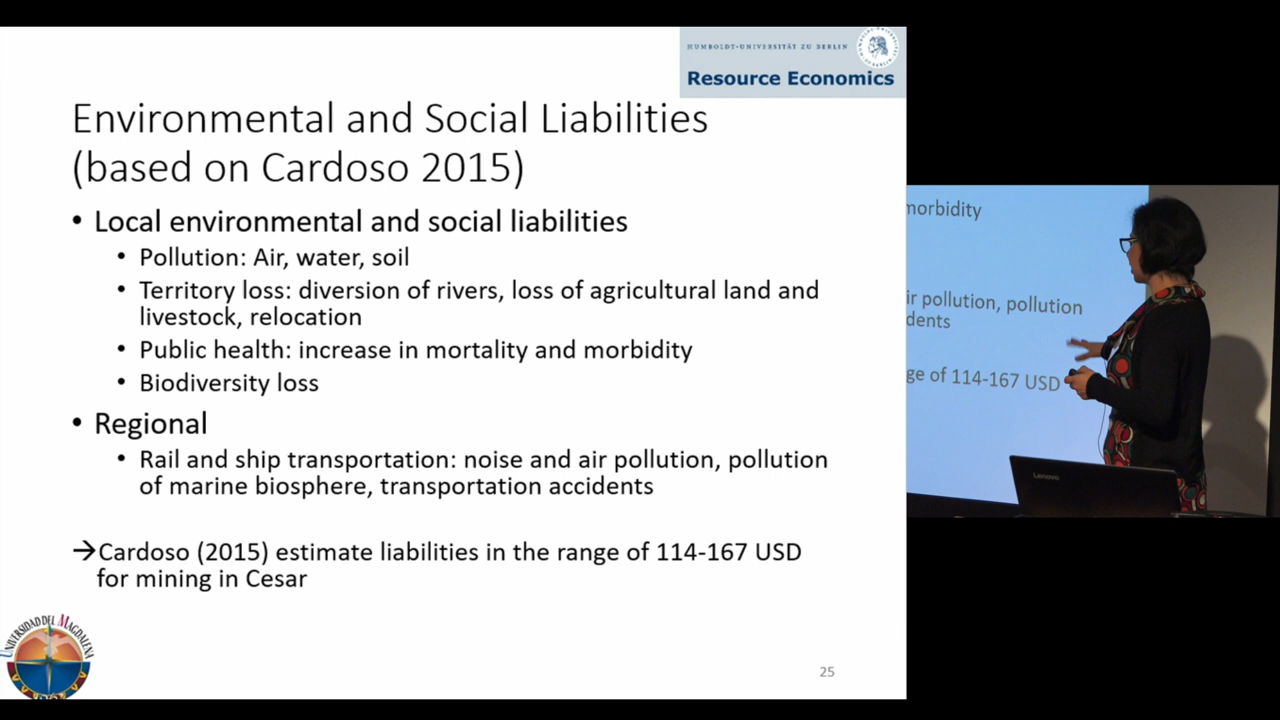 HUMBOLDT-UNIVERSITÄT ZU BERLIN
Resource Economics
Environmental and Social Liabilities
(based on Cardoso 2015)
• Local environmental and social liabilities
• Pollution: Air, water, soil
• Territory loss: diversion of rivers, loss of agricultural land and
livestock, relocation
• Public health: increase in mortality and morbidity
• Biodiversity loss
• Regional
• Rail and ship transportation: noise and air pollution, pollution
of marine biosphere, transportation accidents
→Cardoso (2015) estimate liabilities in the range of 114-167 USD
for mining in Cesar
UNIVERSIDAD DEL MAGDALENA
25
morbidity
ir pollution, pollution
dents
ge of 114-167 USD
Lenovo